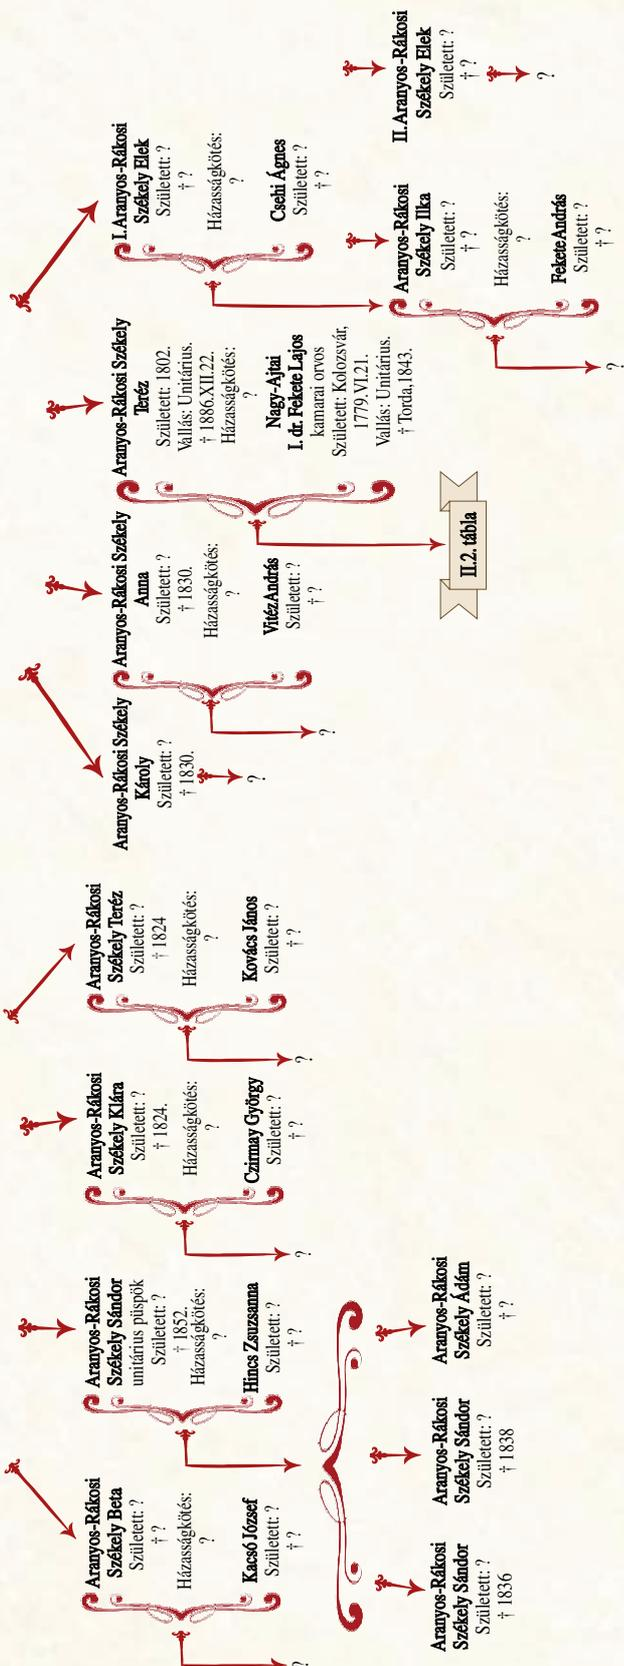 Aranyos-Rákosi
Székely Beta
Született: ?
† ?
Házasságkötés:
?
Kacsó József
Született: ?
† ?
?
Aranyos-Rákosi
Székely Sándor
unitárius püspök
Született: ?
† 1852.
Házasságkötés:
?
Hincs Zsuzsanna
Született: ?
† ?
Aranyos-Rákosi
Székely Sándor
Született: ?
† 1836
Aranyos-Rákosi
Székely Sándor
Született: ?
† 1838
Aranyos-Rákosi
Székely Ádám
Született: ?
† ?
Aranyos-Rákosi
Székely Klára
Született: ?
† 1824.
Házasságkötés:
?
Czirmay György
Született: ?
† ?
?
Aranyos-Rákosi
Székely Teréz
Született: ?
† 1824
Házasságkötés:
?
Kovács János
Született: ?
† ?
?
Aranyos-Rákosi Székely
Károly
Született: ?
† 1830.
?
Aranyos-Rákosi Székely
Anna
Született: ?
† 1830.
Házasságkötés:
?
Vitéz András
Született: ?
† ?
?
Aranyos-Rákosi Székely
Teréz
Született: 1802.
Vallás: Unitárius.
† 1886.XII.22.
Házasságkötés:
?
Nagy-Ajtai
I. dr. Fekete Lajos
kamarai orvos
Született: Kolozsvár,
1779.VI.21.
Vallás: Unitárius.
† Torda,1843.
II.2. tábla
I. Aranyos-Rákosi
Székely Elek
Született: ?
† ?
Házasságkötés:
?
Csehi Ágnes
Született: ?
† ?
Aranyos-Rákosi
Székely Ilka
Született: ?
† ?
Házasságkötés:
?
Fekete András
Született: ?
† ?
?
II. Aranyos-Rákosi
Székely Elek
Született: ?
† ?
?